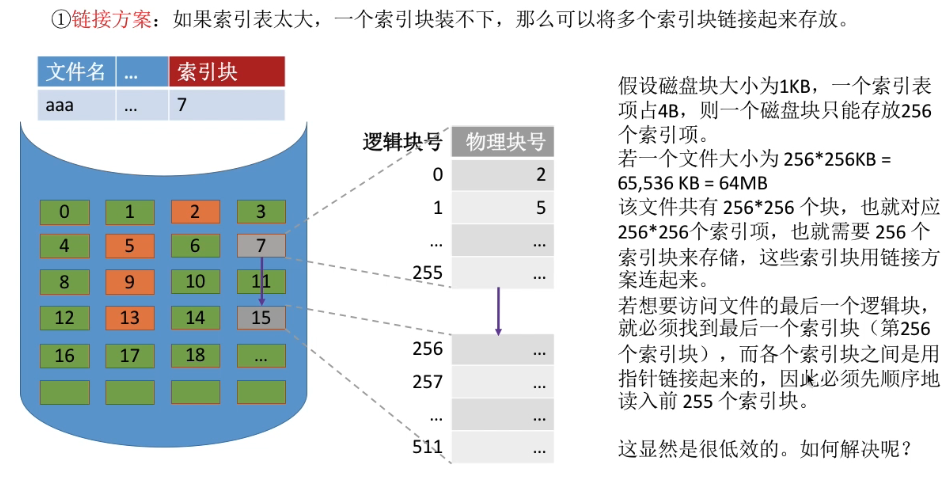 ①链接方案：如果索引表太大，一个索引块装不下，那么可以将多个索引块链接起来存放。
文件名 ... 索引块
aaa ... 7
0 1 2 3
4 5 6 7
8 9 10 11
12 13 14 15
16 17 18 ...
逻辑块号 物理块号
0 2
1 5
... ...
255 ...
256 ...
257 ...
... ...
511 ...
假设磁盘块大小为1KB，一个索引表
项占4B，则一个磁盘块只能存放256
个索引项。
若一个文件大小为 256*256KB =
65,536 KB = 64MB
该文件共有 256*256 个块，也就对应
256*256个索引项，也就需要 256 个
索引块来存储，这些索引块用链接方
案连起来。
若想要访问文件的最后一个逻辑块，
就必须找到最后一个索引块（第256
个索引块），而各个索引块之间是用
指针链接起来的，因此必须先顺序地
读入前 255 个索引块。
这显然是很低效的。如何解决呢？